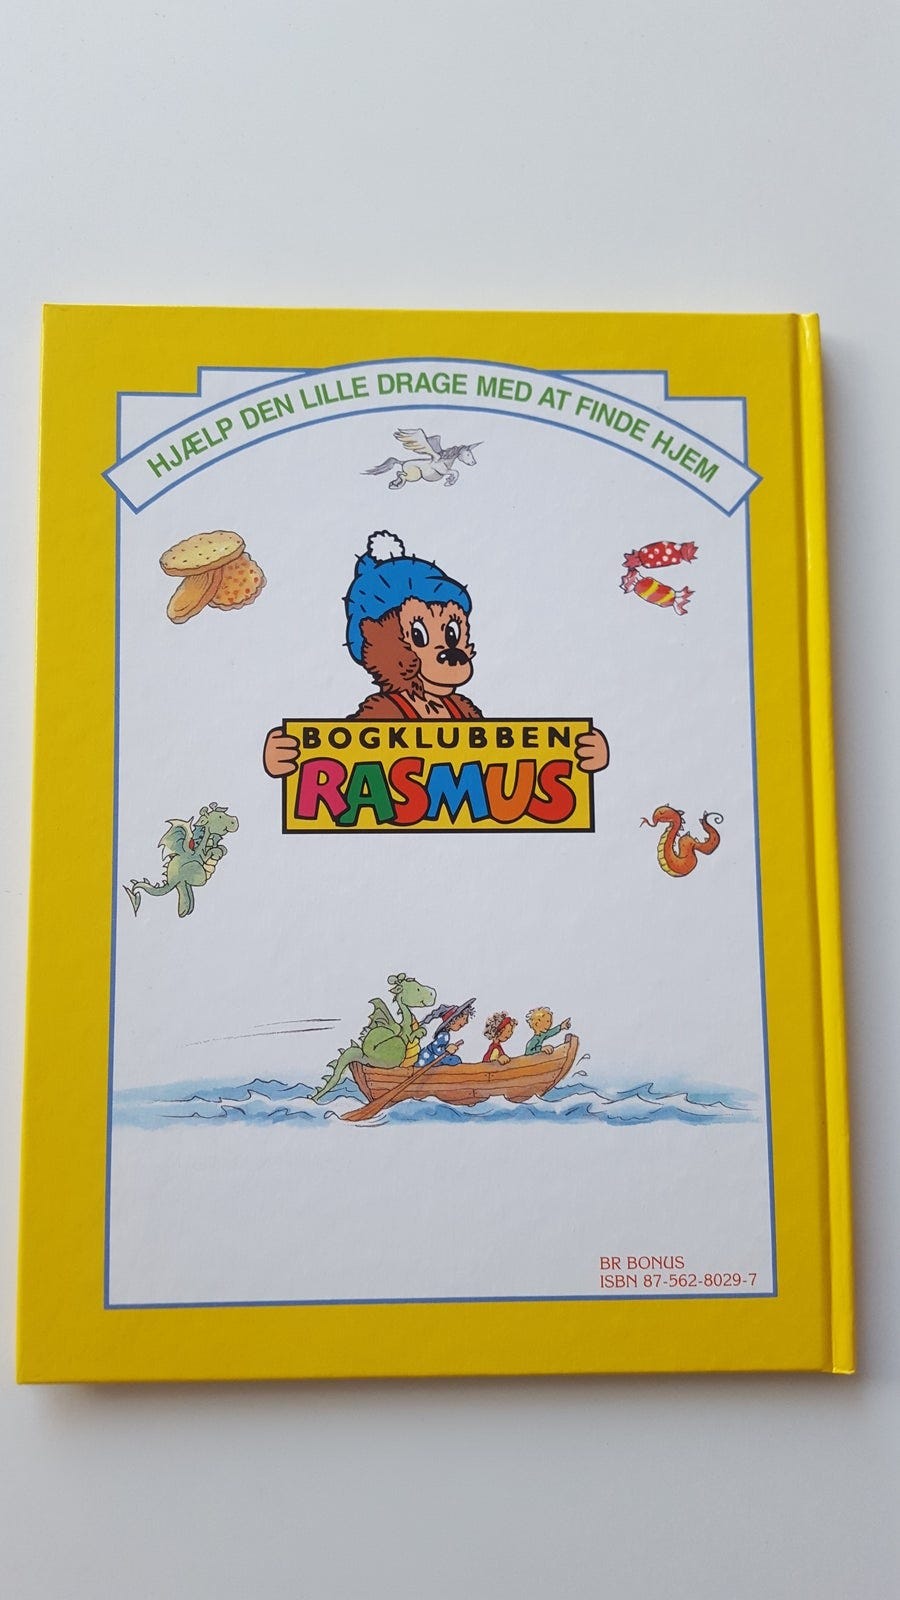 HJÆLP DEN LILLE DRAGE MED AT FINDE HJEM
BOGKLUBBEN
RASMUS
BR BONUS
ISBN 87-562-8029-7